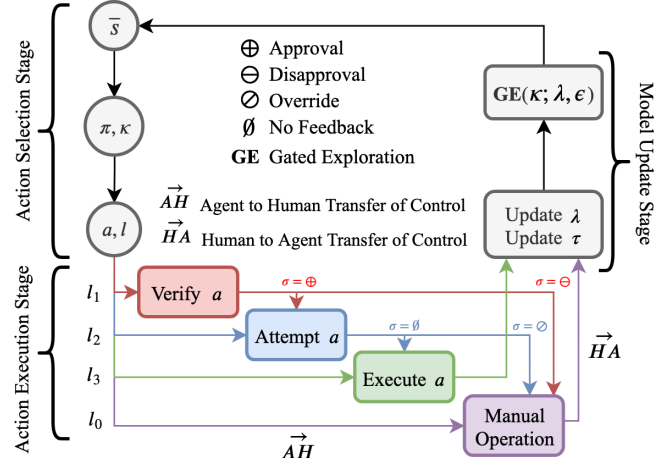 Action Selection Stage
s̅
π, κ
a, l
⊕ Approval
⊖ Disapproval
⊘ Override
∅ No Feedback
GE Gated Exploration
AH⃗ Agent to Human Transfer of Control
HA⃗ Human to Agent Transfer of Control
GE(κ; λ, ϵ)
Update λ
Update τ
Model Update Stage
Action Execution Stage
l₁
Verify a
σ = ⊕
σ = ⊖
l₂
Attempt a
σ = ∅
σ = ⊘
l₃
Execute a
HA⃗
l₀
Manual
Operation
AH⃗